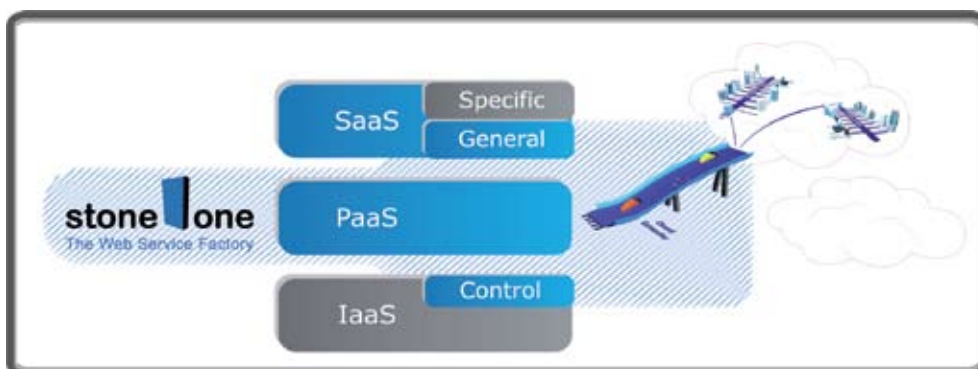 SaaS
Specific
General
stone one
The Web Service Factory
PaaS
Control
IaaS